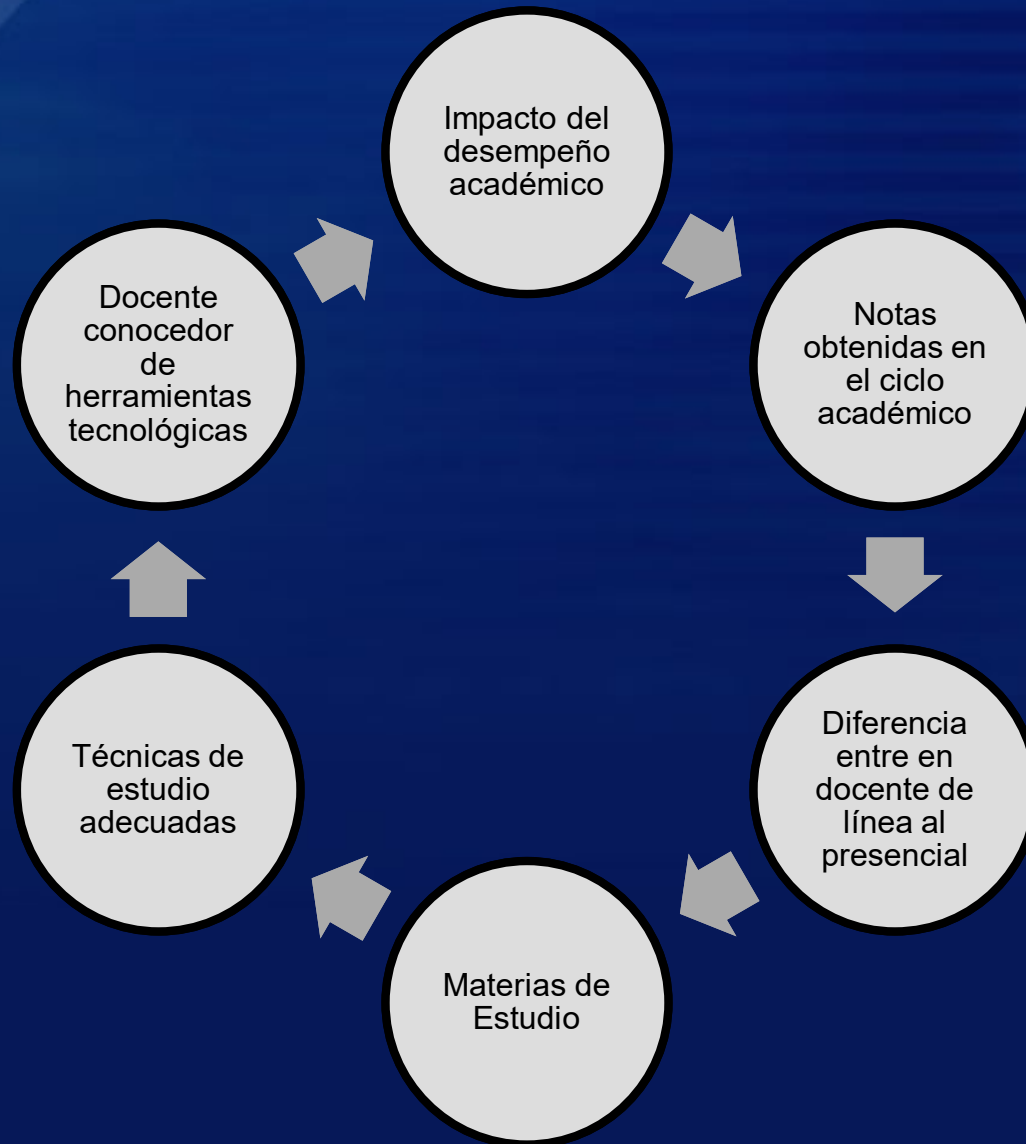 Impacto del
desempeño
académico
Notas
obtenidas en
el ciclo
académico
Diferencia
entre en
docente de
línea al
presencial
Materias de
Estudio
Técnicas de
estudio
adecuadas
Docente
conocedor
de
herramientas
tecnológicas